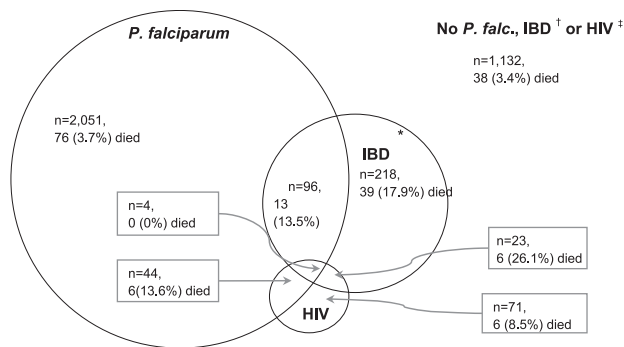 P. falciparum
No P. falc., IBD † or HIV ‡
n=1,132,
38 (3.4%) died
n=2,051,
76 (3.7%) died
*
IBD
n=218,
39 (17.9%) died
n=96,
13
(13.5%)
n=4,
0 (0%) died
n=23,
6 (26.1%) died
n=44,
6(13.6%) died
HIV
n=71,
6 (8.5%) died